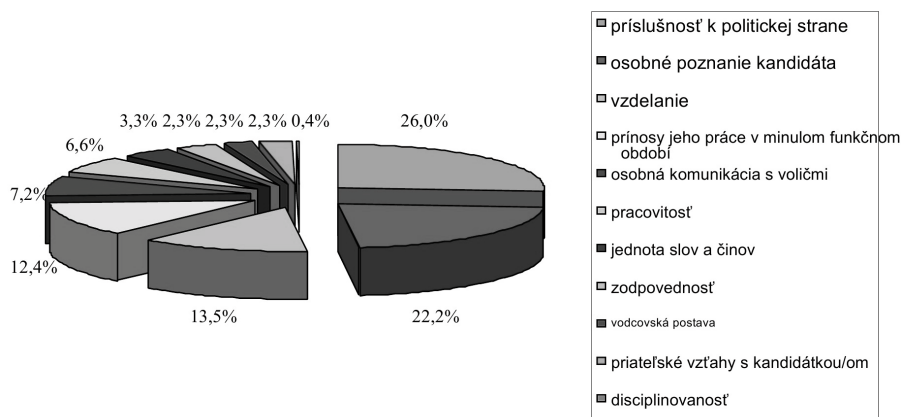 3,3% 2,3% 2,3% 2,3% 0,4%
26,0%
6,6%
7,2%
12,4%
13,5%
22,2%
príslušnosť k politickej strane
osobné poznanie kandidáta
vzdelanie
prínosy jeho práce v minulom funkčnom
období
osobná komunikácia s voličmi
pracovitosť
jednota slov a činov
zodpovednosť
vodcovská postava
priateľské vzťahy s kandidátkou/om
disciplinovanosť